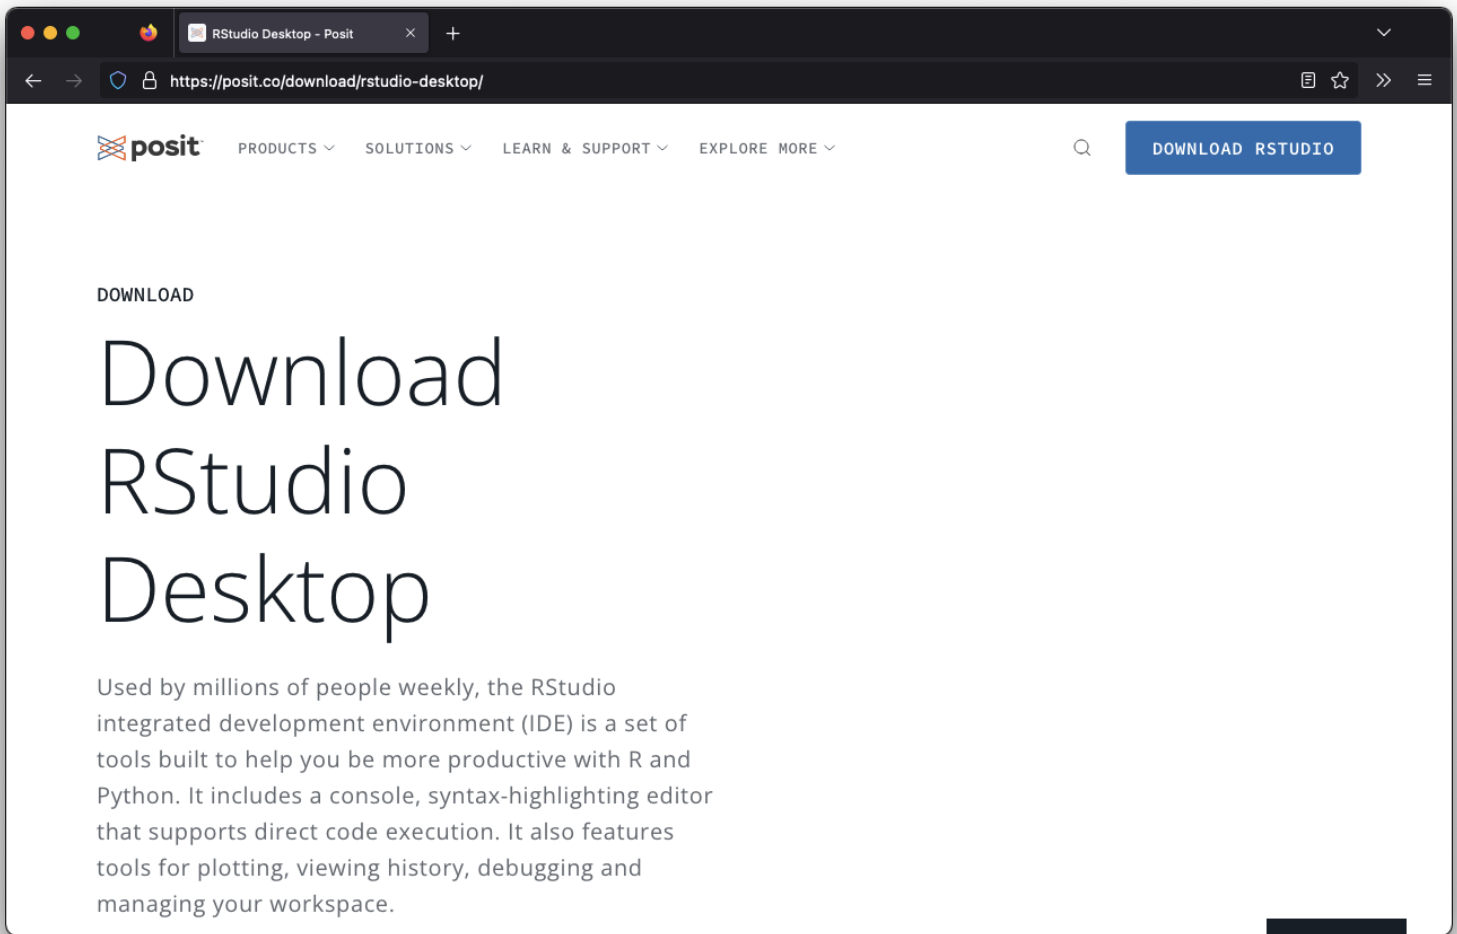 RStudio Desktop - Posit
https://posit.co/download/rstudio-desktop/
posit
PRODUCTS
SOLUTIONS
LEARN & SUPPORT
EXPLORE MORE
DOWNLOAD RSTUDIO
DOWNLOAD
Download
RStudio
Desktop
Used by millions of people weekly, the RStudio
integrated development environment (IDE) is a set of
tools built to help you be more productive with R and
Python. It includes a console, syntax-highlighting editor
that supports direct code execution. It also features
tools for plotting, viewing history, debugging and
managing your workspace.